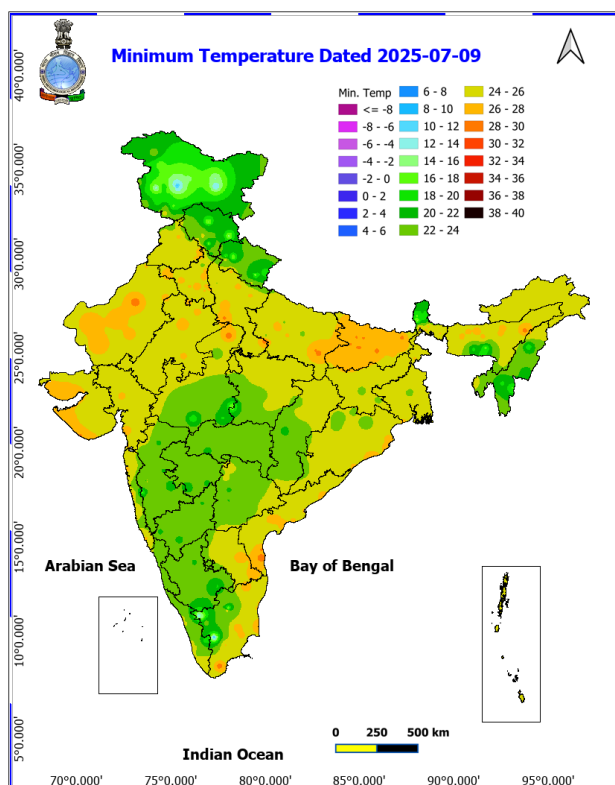 Minimum Temperature Dated 2025-07-09
Min. Temp
<= -8
-8 - -6
-6 - -4
-4 - -2
-2 - 0
0 - 2
2 - 4
4 - 6
6 - 8
8 - 10
10 - 12
12 - 14
14 - 16
16 - 18
18 - 20
20 - 22
22 - 24
24 - 26
26 - 28
28 - 30
30 - 32
32 - 34
34 - 36
36 - 38
38 - 40
40°0.000'
35°0.000'
30°0.000'
25°0.000'
20°0.000'
15°0.000'
10°0.000'
5°0.000'
Arabian Sea
Bay of Bengal
Indian Ocean
0 250 500 km
70°0.000' 75°0.000' 80°0.000' 85°0.000' 90°0.000' 95°0.000'